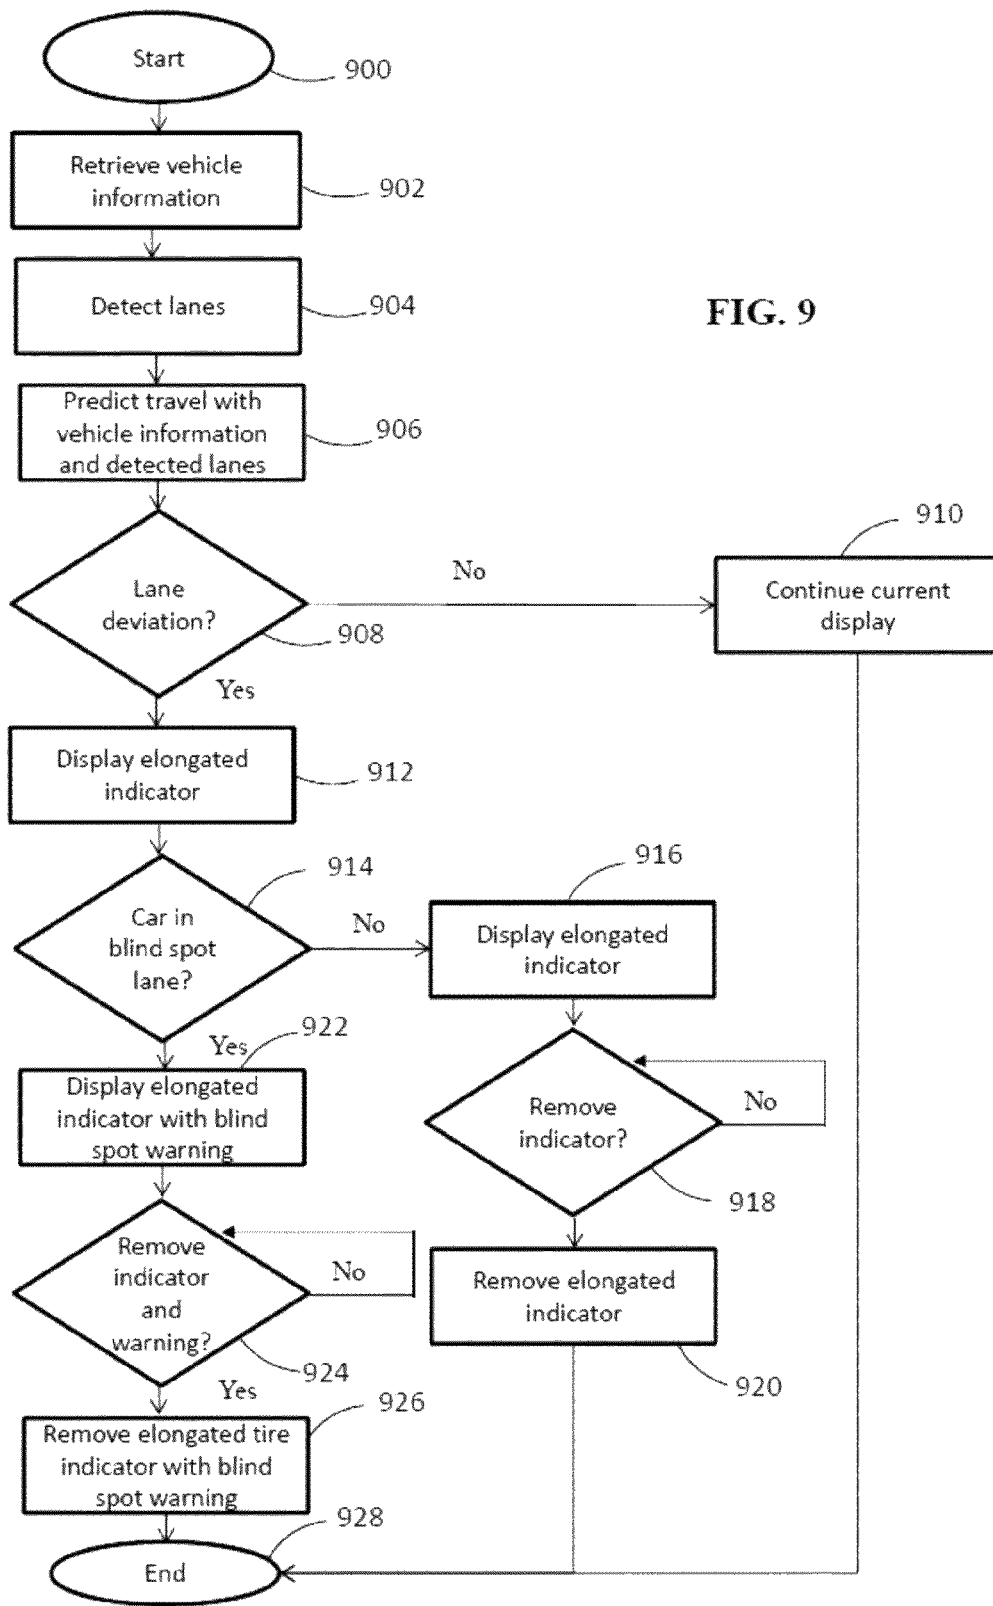 Start
900
Retrieve vehicle
information
902
Detect lanes
904
FIG. 9
Predict travel with
vehicle information
and detected lanes
906
910
Lane
deviation?
908
No
Continue current
display
Yes
Display elongated
indicator
912
914
916
Car in
blind spot
lane?
No
Display elongated
indicator
922
Yes
Display elongated
indicator with blind
spot warning
Remove
indicator?
No
918
Remove
indicator
and
warning?
No
924
Remove elongated
indicator
920
Yes
926
Remove elongated tire
indicator with blind
spot warning
928
End